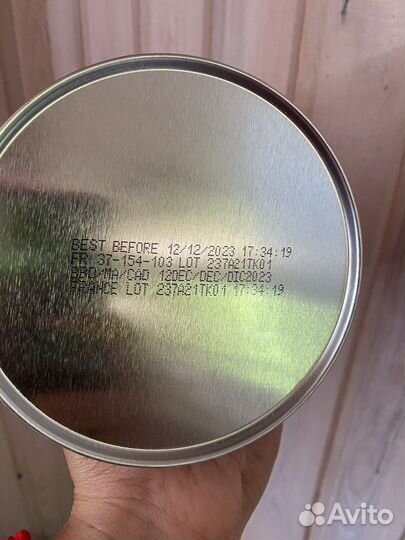 BEST BEFORE 12/12/2023 17:34:19
FR 37-154-103 LOT 237A21TK01
BBD/MA/CAD 12DEC/DEC/DIC2023
FRANCE LOT 237A21TK01 17:34:19
Avito